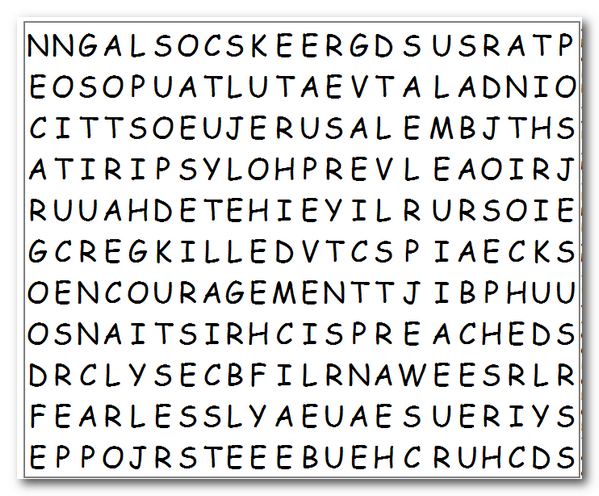 NNGALSOCSKEERGDSUSRATP
EOSOPUATLUTAEVTALADNIO
CITTSOEUJERUSALEMBJTHS
ATIRIPSYLOHPREVLEAOIRJ
RUUAHDETEHIEYILRURSOIE
GCREGKILLEDVTCSPIAECKS
OENCOURAGEMENTTJIBPHUU
OSNAITSIRHCISPREACHEDS
DRCLYSECBFILRNAWEESRLR
FEARLESSLYAEUAESUERIYS
EPPOJRSTEEEBUEHCRUHCDS